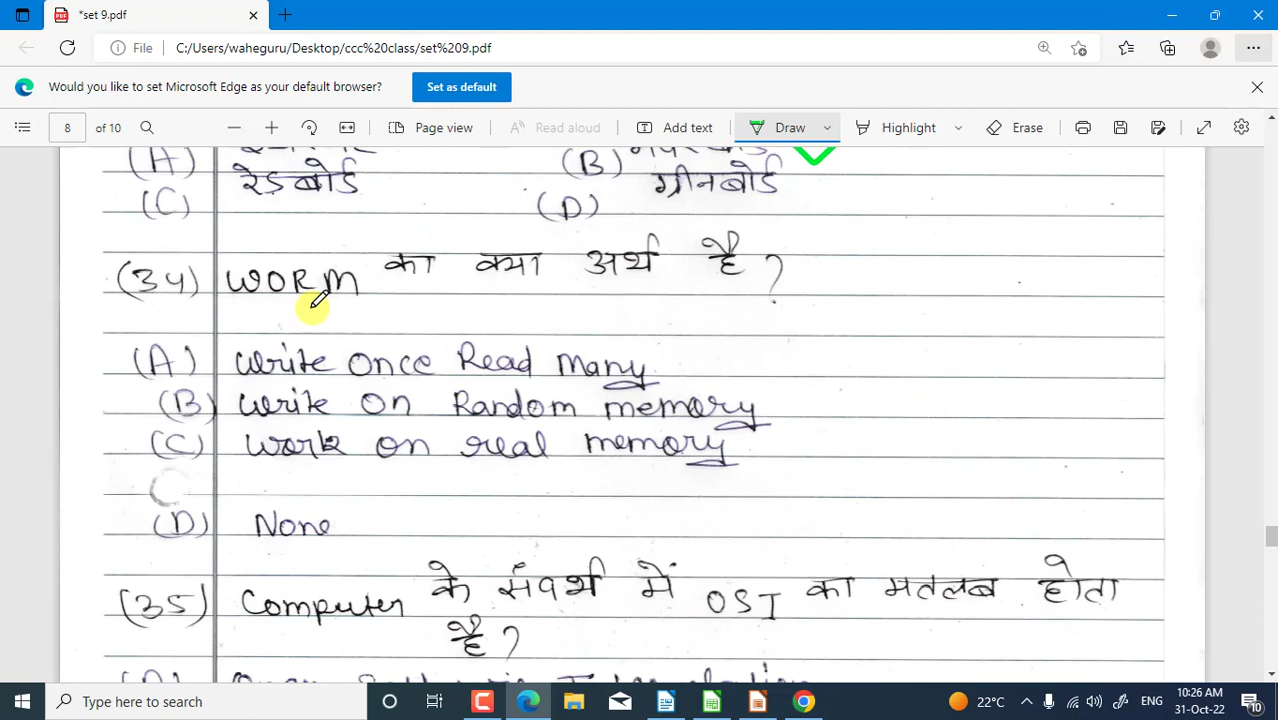 *set 9.pdf
File C:/Users/waheguru/Desktop/ccc%20class/set%209.pdf
Would you like to set Microsoft Edge as your default browser? Set as default
8 of 10 Page view Read aloud Add text Draw Highlight Erase
(A) (B)
रेडबोर्ड ग्रीनबोर्ड
(C) (D)
(34) WORM का क्या अर्थ है?
(A) Write Once Read Many
(B) Write On Random memory
(C) Work on real memory
(D) None
(35) Computer के संदर्थ में OSI का मतलब होता
है?
Type here to search 22°C ENG 10:26 AM
31-Oct-22 10